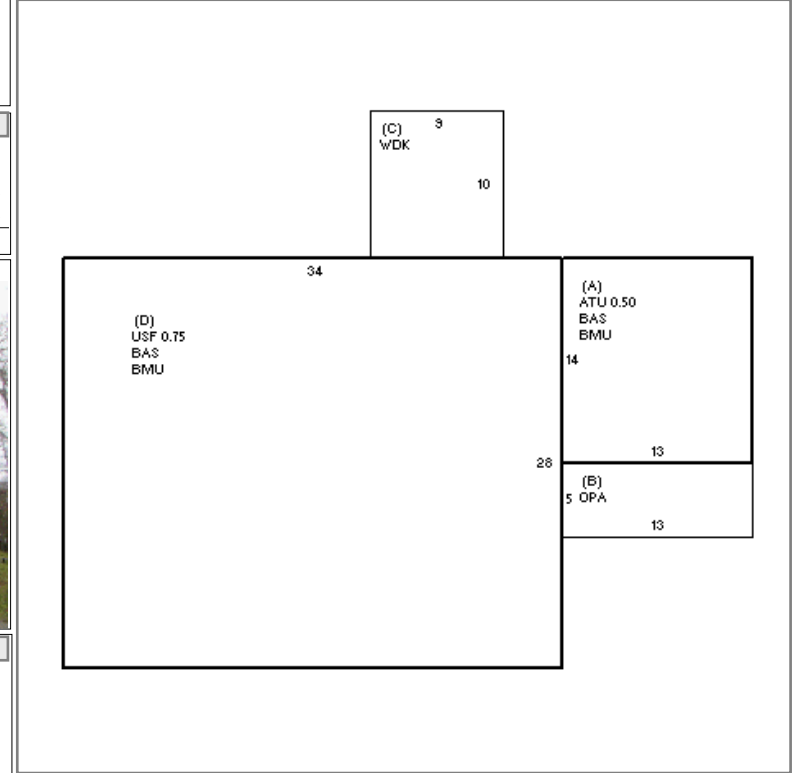 (C)
WDK
9
10
34
(D)
USF 0.75
BAS
BMU
28
(A)
ATU 0.50
BAS
BMU
14
13
(B)
5 OPA
13